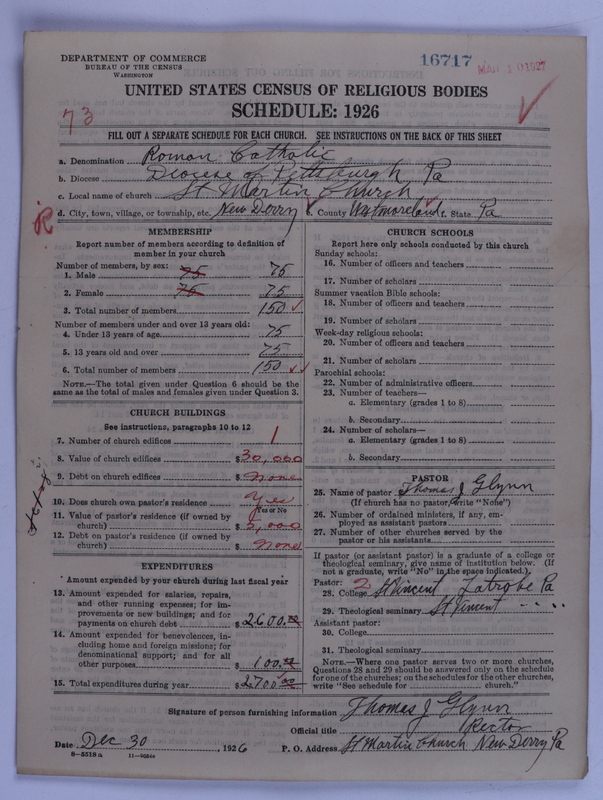 DEPARTMENT OF COMMERCE
BUREAU OF THE CENSUS
WASHINGTON
16717
MAR 10 1927
UNITED STATES CENSUS OF RELIGIOUS BODIES
SCHEDULE: 1926
73
FILL OUT A SEPARATE SCHEDULE FOR EACH CHURCH. SEE INSTRUCTIONS ON THE BACK OF THIS SHEET
a. Denomination Roman Catholic
b. Diocese Diocese of Pittsburgh Pa
c. Local name of church St Martin Church
d. City, town, village, or township, etc. New Derry e. County Westmoreland f. State Pa
R
MEMBERSHIP
Report number of members according to definition of member in your church
Number of members, by sex:
1. Male 75 75
2. Female 75 75
3. Total number of members 150
Number of members under and over 13 years old:
4. Under 13 years of age 75
5. 13 years old and over 75
6. Total number of members 150
NOTE.—The total given under Question 6 should be the same as the total of males and females given under Question 3.
CHURCH BUILDINGS
See instructions, paragraphs 10 to 12
7. Number of church edifices 1
8. Value of church edifices $30,000
9. Debt on church edifices $ None
10. Does church own pastor's residence Yes
Yes or No
11. Value of pastor's residence (if owned by church) $5,000
12. Debt on pastor's residence (if owned by church) $ None
EXPENDITURES
Amount expended by your church during last fiscal year
13. Amount expended for salaries, repairs, and other running expenses; for improvements or new buildings; and for payments on church debt $2600.00
14. Amount expended for benevolences, including home and foreign missions; for denominational support; and for all other purposes $100.00
15. Total expenditures during year $2700.00
CHURCH SCHOOLS
Report here only schools conducted by this church
Sunday schools:
16. Number of officers and teachers
17. Number of scholars
Summer vacation Bible schools:
18. Number of officers and teachers
19. Number of scholars
Week-day religious schools:
20. Number of officers and teachers
21. Number of scholars
Parochial schools:
22. Number of administrative officers
23. Number of teachers—
a. Elementary (grades 1 to 8)
b. Secondary
24. Number of scholars—
a. Elementary (grades 1 to 8)
b. Secondary
PASTOR
25. Name of pastor Thomas J Glynn
(If church has no pastor, write "None")
26. Number of ordained ministers, if any, employed as assistant pastors
27. Number of other churches served by the pastor or his assistants
If pastor (or assistant pastor) is a graduate of a college or theological seminary, give name of institution below. (If not a graduate, write "No" in the space indicated.)
Pastor: 2
28. College St Vincent Latrobe Pa
29. Theological seminary St Vincent " " "
Assistant pastor:
30. College
31. Theological seminary
NOTE.—Where one pastor serves two or more churches, Questions 28 and 29 should be answered only on the schedule for one of the churches; on the schedules for the other churches, write "See schedule for church."
Signature of person furnishing information Thomas J Glynn
Official title Rector
Date Dec 30, 1926 P. O. Address St Martin Church New Derry Pa
8-5518 a